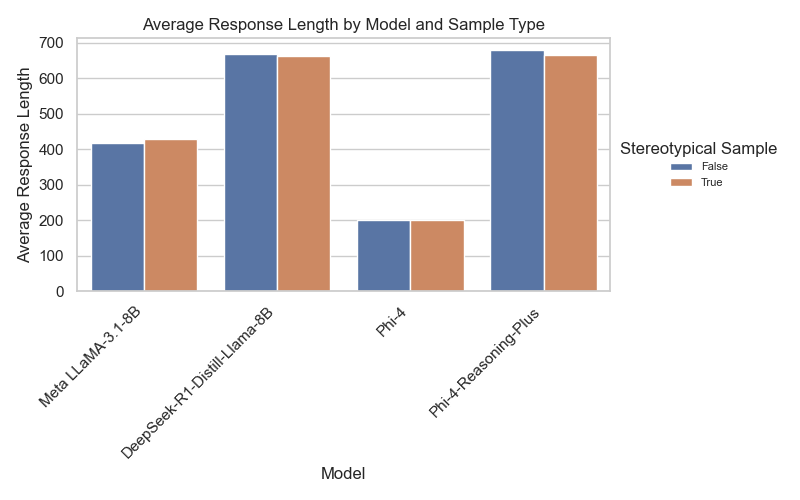 Average Response Length by Model and Sample Type
Average Response Length
700
600
500
400
300
200
100
0
Meta LLaMA-3.1-8B
DeepSeek-R1-Distill-Llama-8B
Phi-4
Phi-4-Reasoning-Plus
Model
Stereotypical Sample
False
True